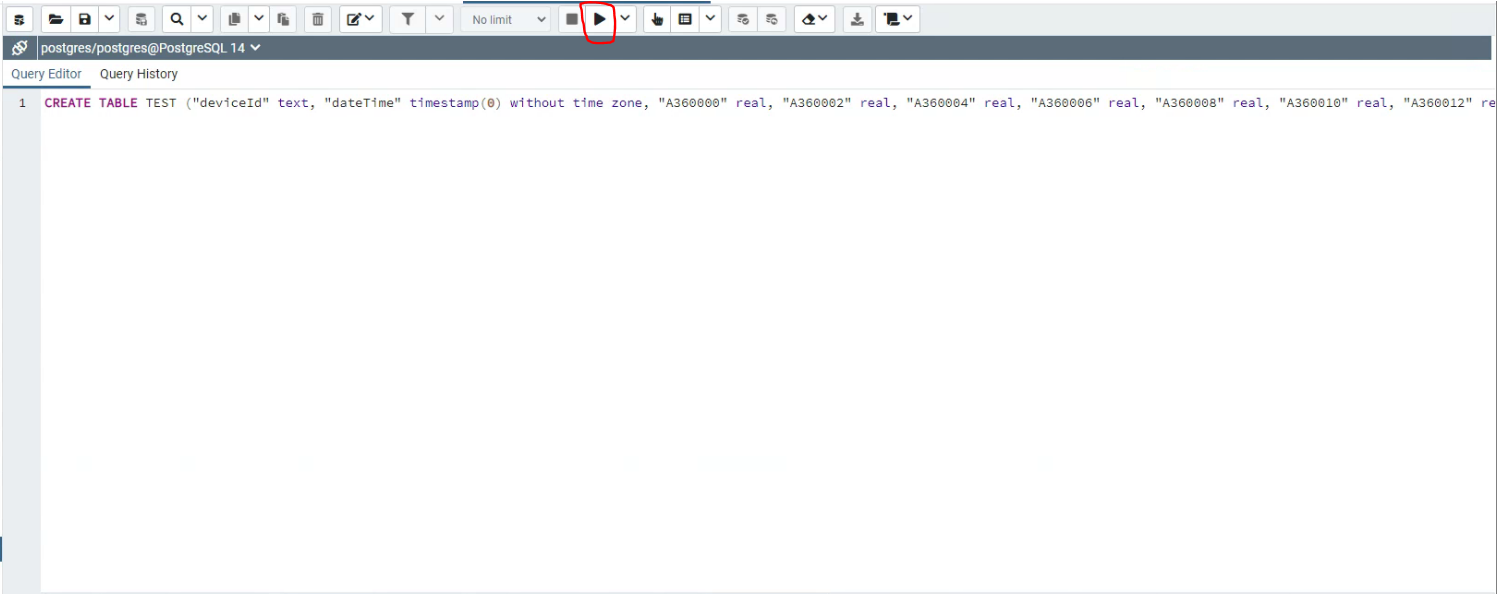 No limit
postgres/postgres@PostgreSQL 14
Query Editor Query History
1 CREATE TABLE TEST ("deviceId" text, "dateTime" timestamp(0) without time zone, "A360000" real, "A360002" real, "A360004" real, "A360006" real, "A360008" real, "A360010" real, "A360012" re